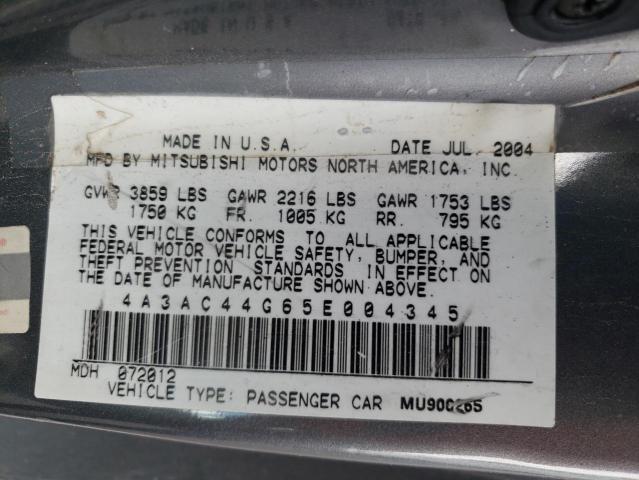 MADE IN U.S.A. DATE JUL. 2004
MFD BY MITSUBISHI MOTORS NORTH AMERICA, INC.
GVWR 3859 LBS GAWR 2216 LBS GAWR 1753 LBS
1750 KG FR. 1005 KG RR. 795 KG
THIS VEHICLE CONFORMS TO ALL APPLICABLE
FEDERAL MOTOR VEHICLE SAFETY, BUMPER, AND
THEFT PREVENTION STANDARDS IN EFFECT ON
THE DATE OF MANUFACTURE SHOWN ABOVE.
4A3AC44G65E004345
MDH 072012
VEHICLE TYPE: PASSENGER CAR